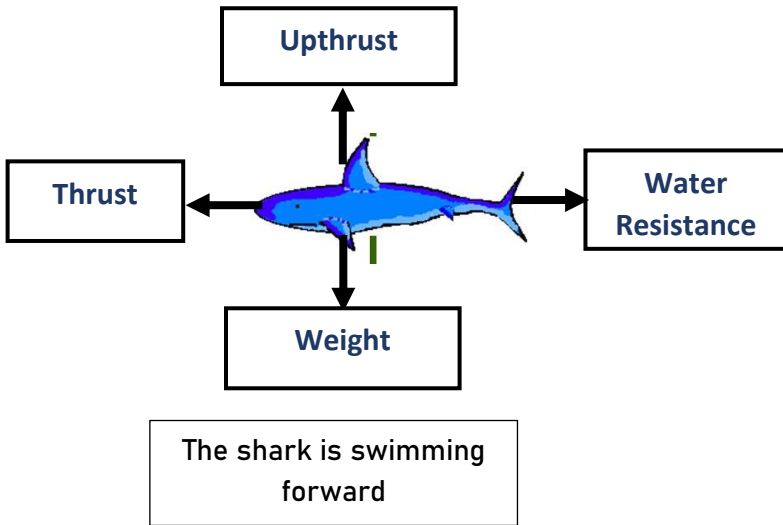 Upthrust
Thrust
Water
Resistance
Weight
The shark is swimming
forward